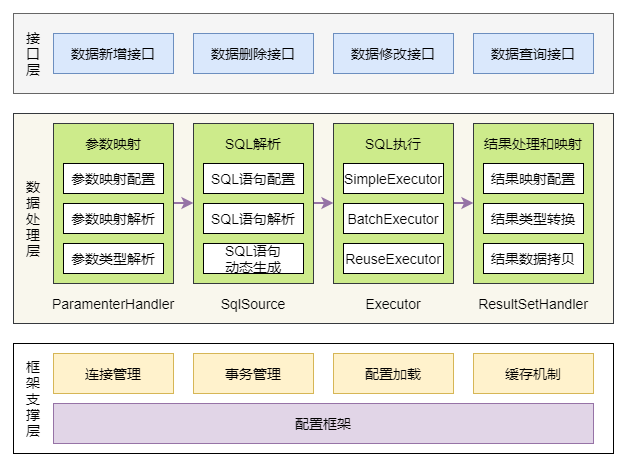 接口层
数据新增接口
数据删除接口
数据修改接口
数据查询接口
数据处理层
参数映射
参数映射配置
参数映射解析
参数类型解析
ParamenterHandler
SQL解析
SQL语句配置
SQL语句解析
SQL语句
动态生成
SqlSource
SQL执行
SimpleExecutor
BatchExecutor
ReuseExecutor
Executor
结果处理和映射
结果映射配置
结果类型转换
结果数据拷贝
ResultSetHandler
框架支撑层
连接管理
事务管理
配置加载
缓存机制
配置框架